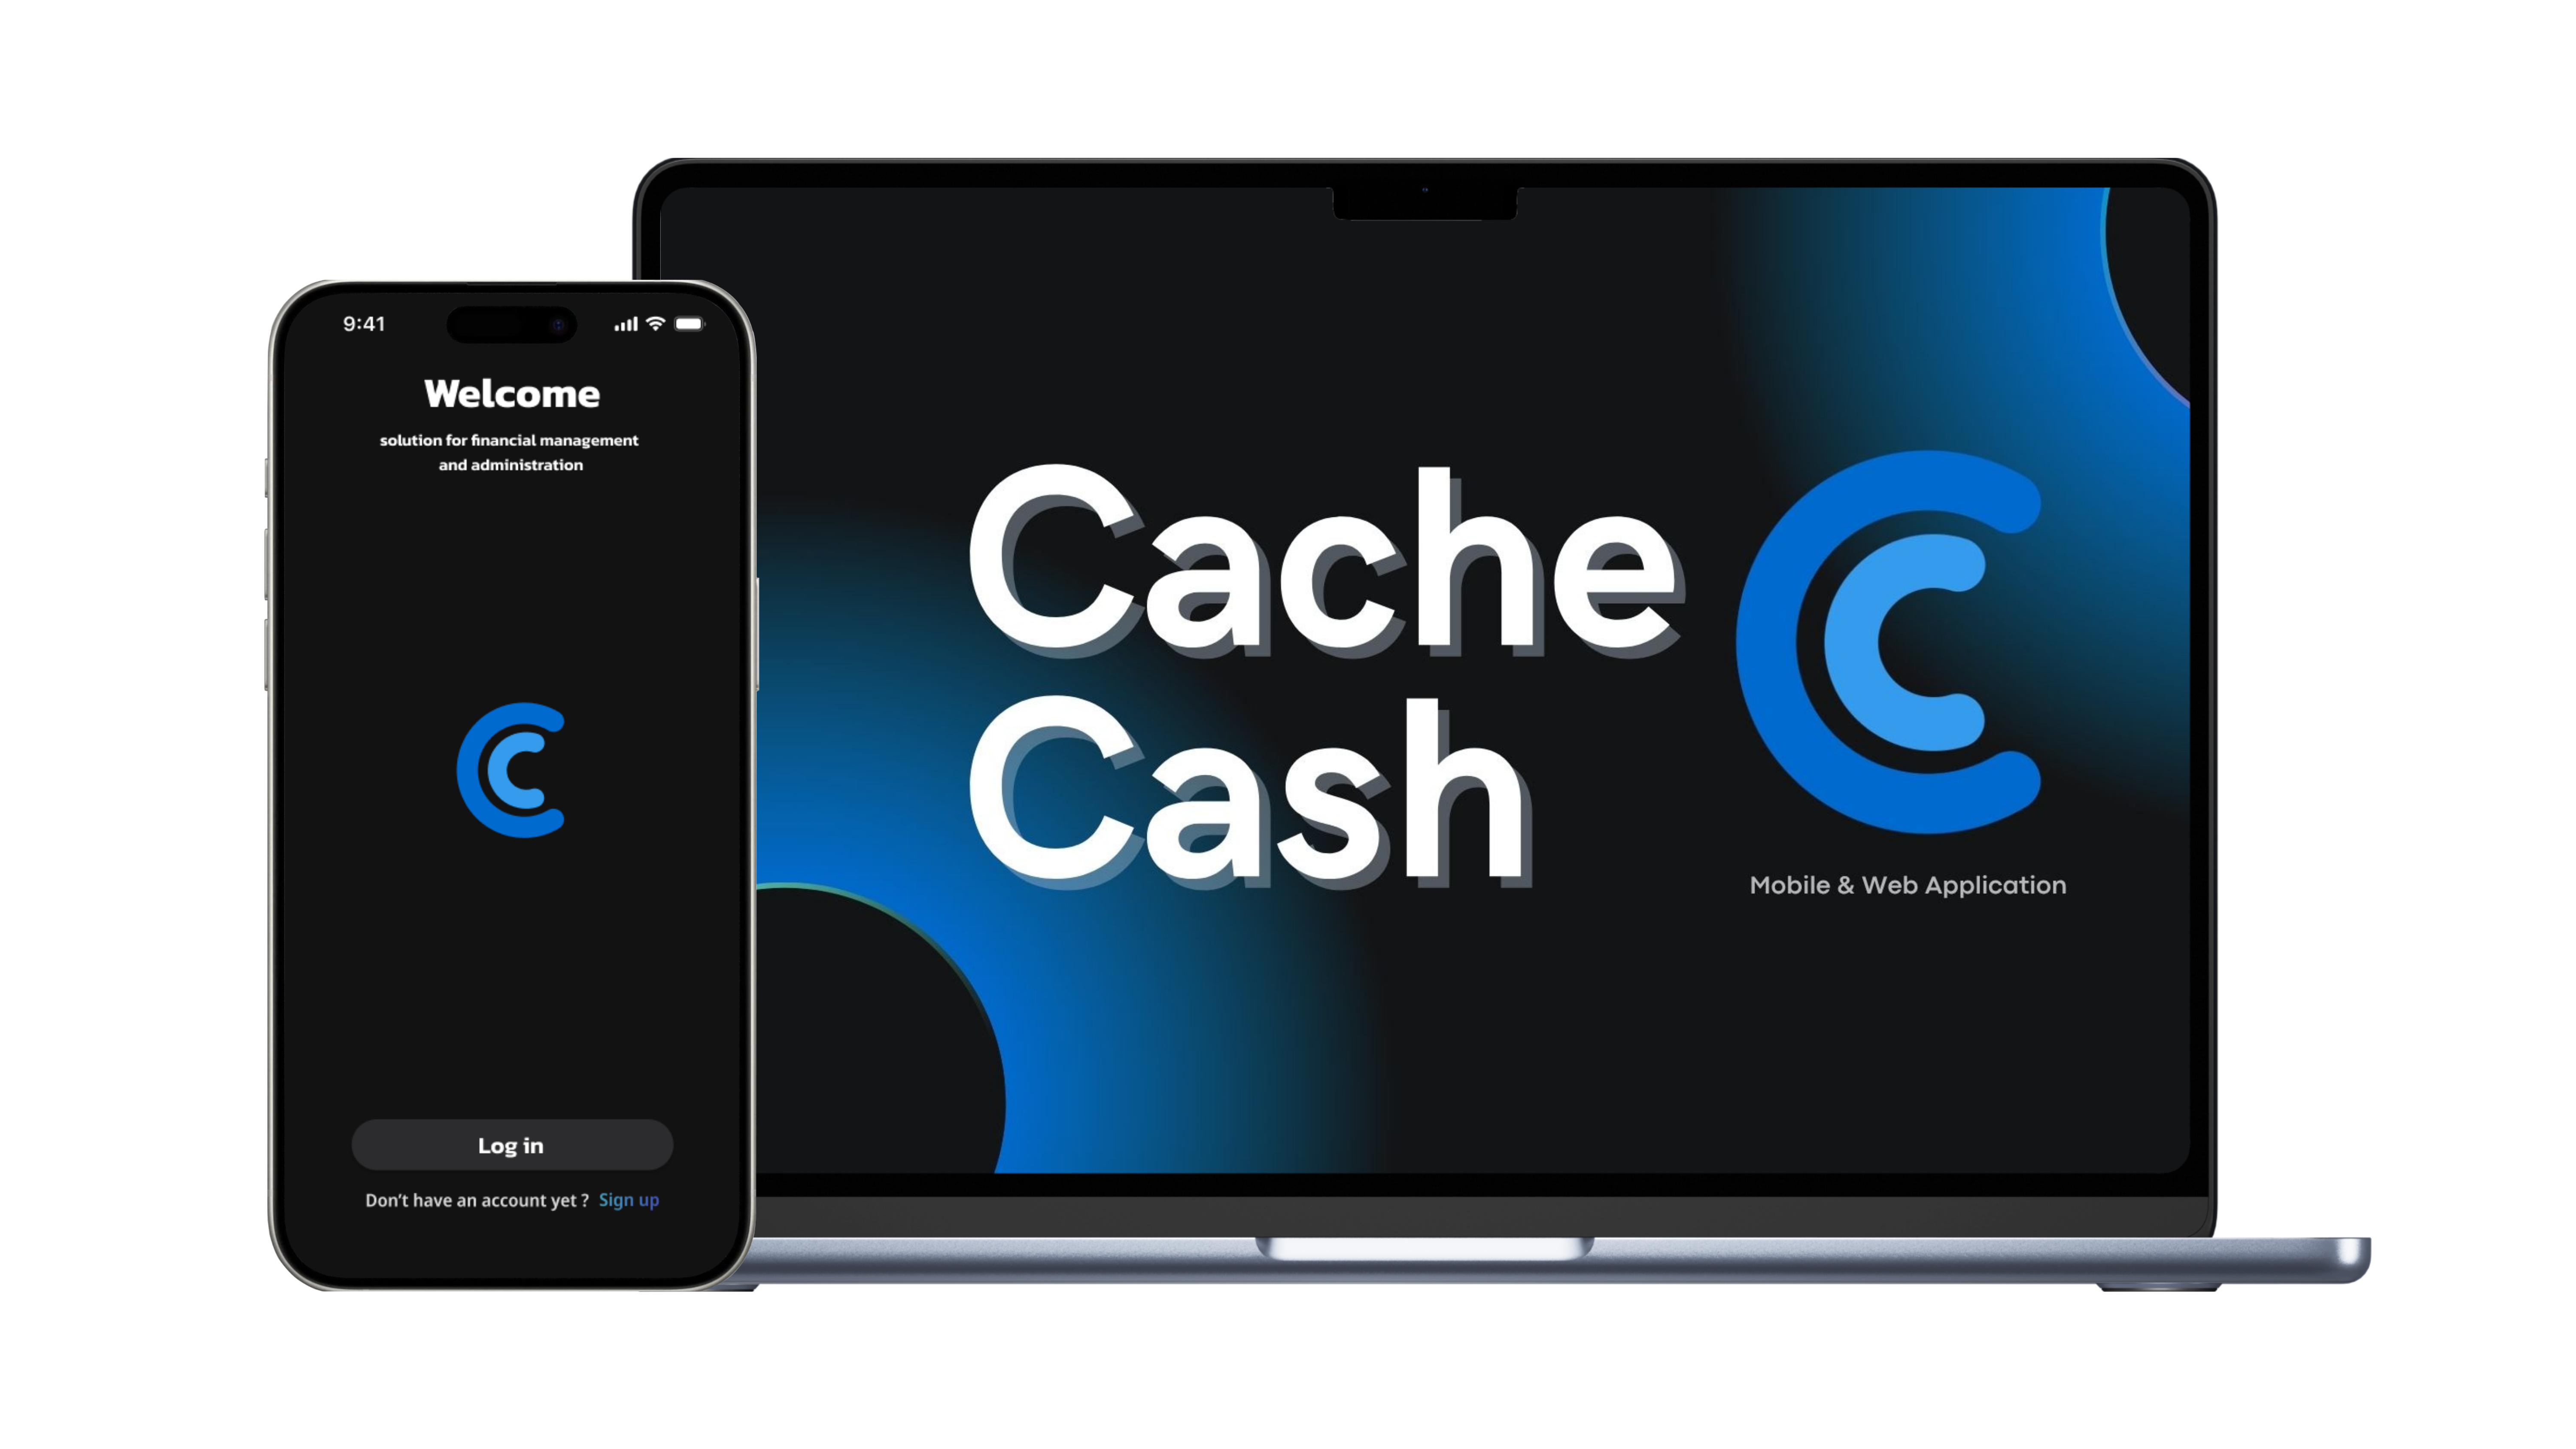 9:41
Welcome
solution for financial management
and administration
Log in
Don't have an account yet ? Sign up
Cache
Cash
Mobile & Web Application